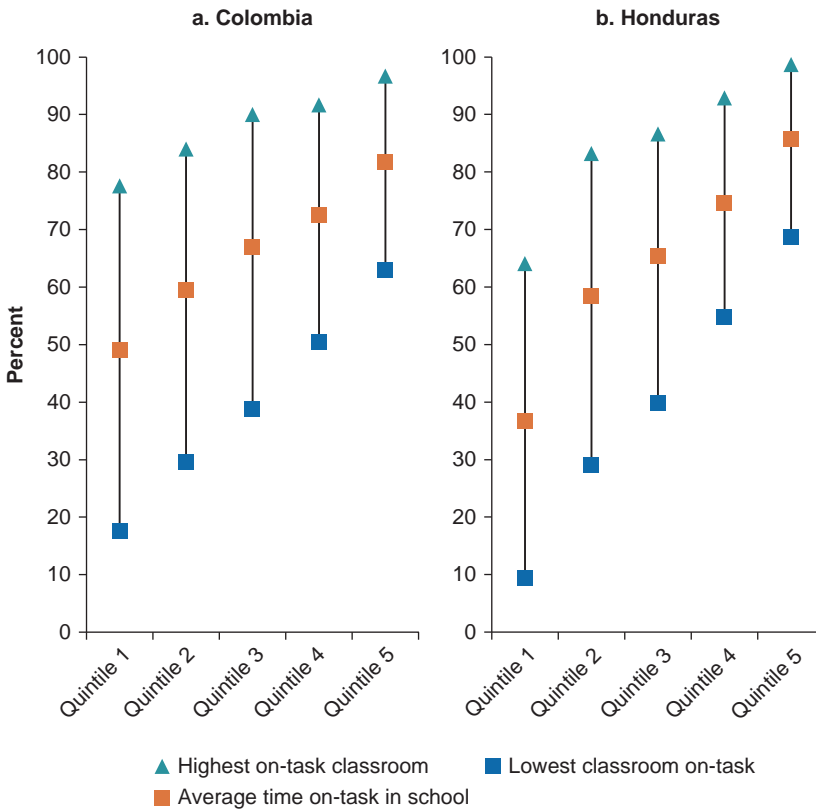 a. Colombia
Percent
100
90
80
70
60
50
40
30
20
10
0
Quintile 1
Quintile 2
Quintile 3
Quintile 4
Quintile 5
b. Honduras
100
90
80
70
60
50
40
30
20
10
0
Quintile 1
Quintile 2
Quintile 3
Quintile 4
Quintile 5
Highest on-task classroom
Lowest classroom on-task
Average time on-task in school